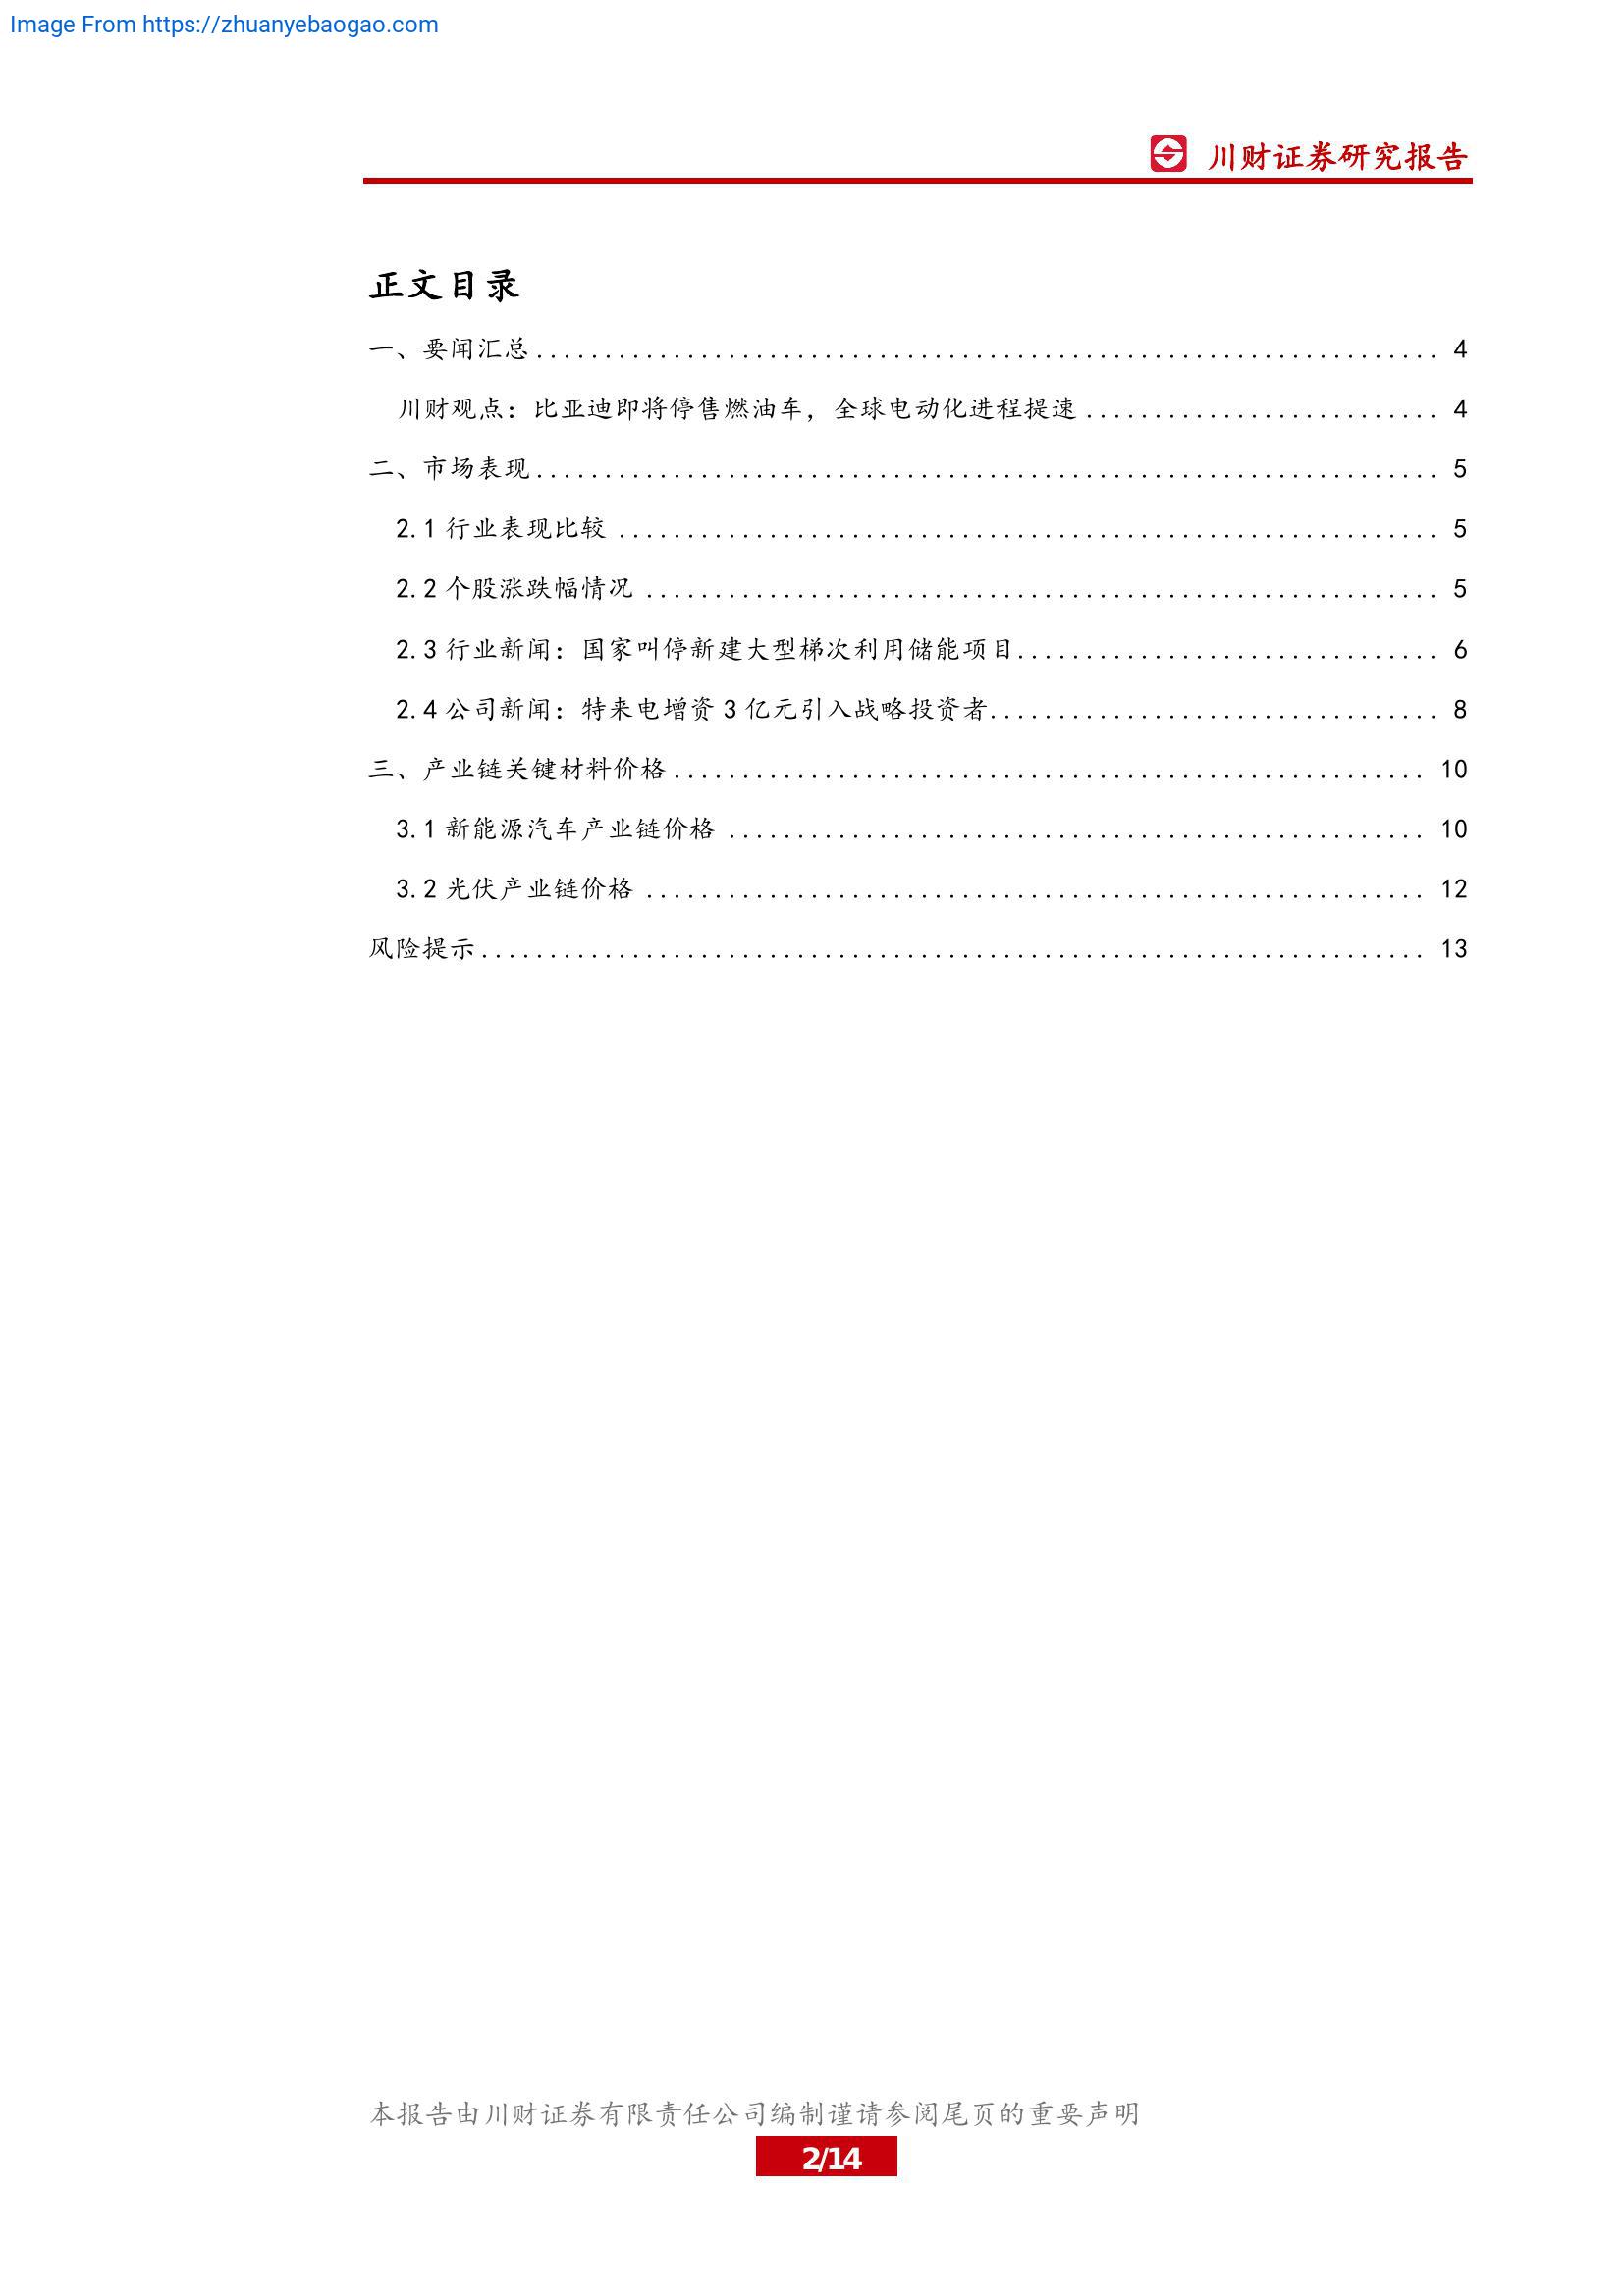 Image From https://zhuanyebaogao.com
川财证券研究报告
正文目录
一、要闻汇总.................................................................. 4
川财观点：比亚迪即将停售燃油车，全球电动化进程提速.......................... 4
二、市场表现.................................................................. 5
2.1 行业表现比较............................................................ 5
2.2 个股涨跌幅情况.......................................................... 5
2.3 行业新闻：国家叫停新建大型梯次利用储能项目............................... 6
2.4 公司新闻：特来电增资 3 亿元引入战略投资者................................. 8
三、产业链关键材料价格....................................................... 10
3.1 新能源汽车产业链价格................................................... 10
3.2 光伏产业链价格......................................................... 12
风险提示..................................................................... 13
本报告由川财证券有限责任公司编制谨请参阅尾页的重要声明
2/14